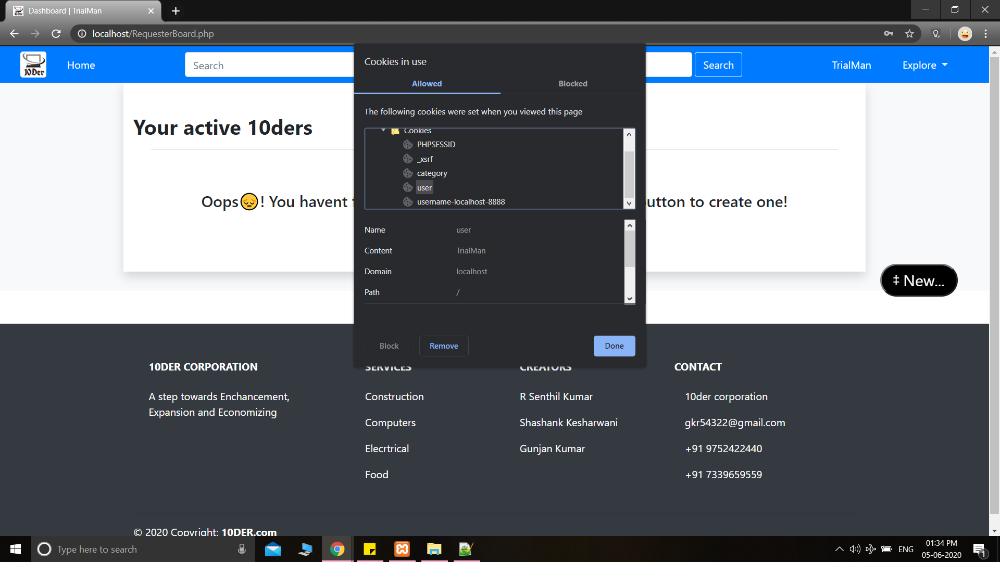 Dashboard | TrialMan
localhost/RequesterBoard.php
10Der
Home
Search
Search
TrialMan
Explore
Cookies in use
Allowed
Blocked
The following cookies were set when you viewed this page
Cookies
PHPSESSID
_xsrf
category
user
username-localhost-8888
Name user
Content TrialMan
Domain localhost
Path /
Block
Remove
Done
Your active 10ders
Oops😔! You havent
utton to create one!
‡ New...
10DER CORPORATION
A step towards Enchancement,
Expansion and Economizing
SERVICES
Construction
Computers
Elecrtrical
Food
CREATORS
R Senthil Kumar
Shashank Kesharwani
Gunjan Kumar
CONTACT
10der corporation
gkr54322@gmail.com
+91 9752422440
+91 7339659559
© 2020 Copyright: 10DER.com
Type here to search
ENG
01:34 PM
05-06-2020
1